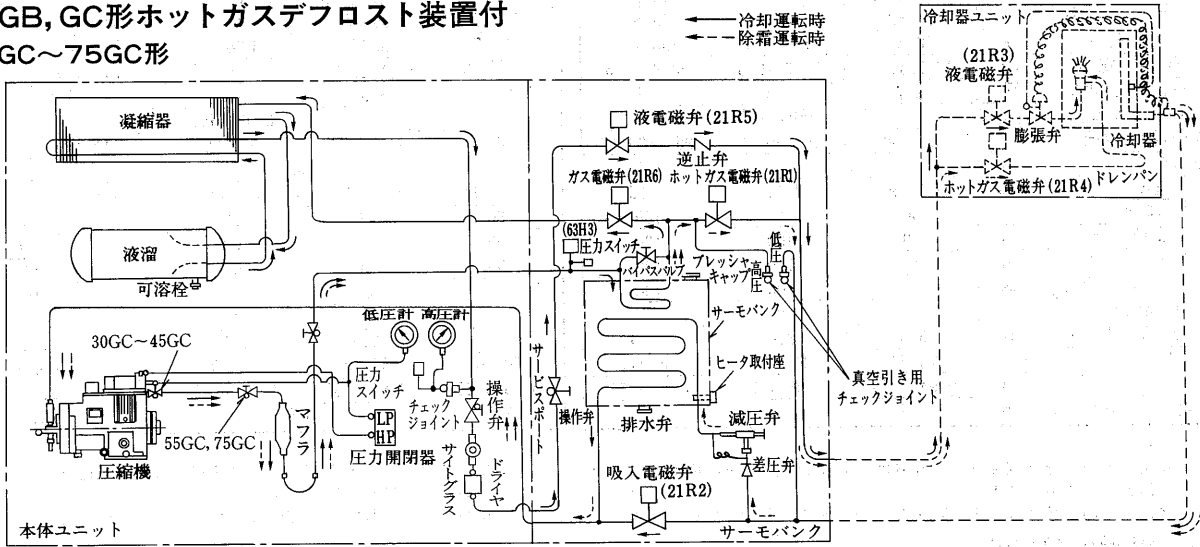 GB,GC形ホットガスデフロスト装置付
GC〜75GC形
冷却運転時
除霜運転時
冷却器ユニット
(21R3)
液電磁弁
膨張弁
冷却器
ホットガス電磁弁(21R4)
ドレンパン
凝縮器
液電磁弁(21R5)
逆止弁
ガス電磁弁(21R6)
ホットガス電磁弁(21R1)
(63H3)
圧力スイッチ
バイパスバルブ
プレッシャ
キャップ
高圧
低圧
液溜
可溶栓
サーモバンク
ヒータ取付座
真空引き用
チェックジョイント
低圧計
高圧計
30GC〜45GC
圧力
スイッチ
チェック
ジョイント
操作弁
サービスポート
操作弁
排水弁
減圧弁
差圧弁
55GC,75GC
マフラ
LP
HP
圧力開閉器
サイトグラス
ドライヤ
圧縮機
吸入電磁弁
(21R2)
本体ユニット
サーモバンク